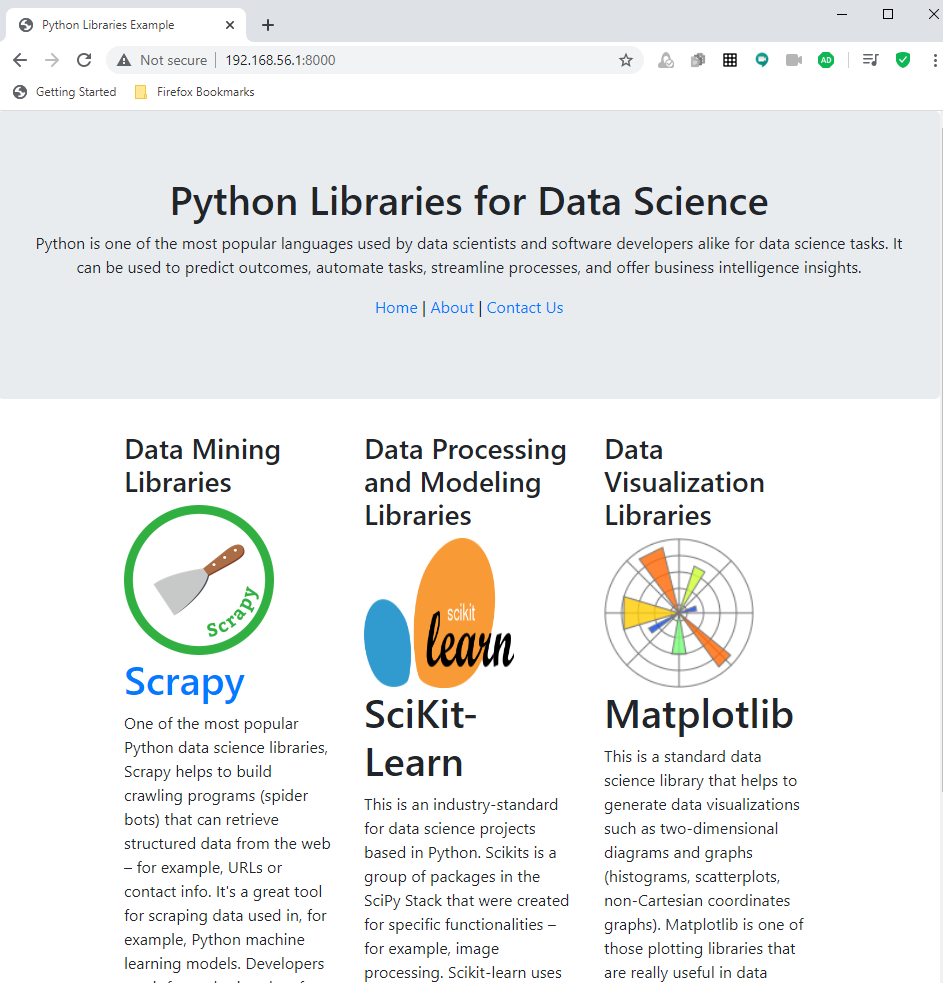 Python Libraries Example
Not secure
192.168.56.1:8000
AD
Getting Started
Firefox Bookmarks
Python Libraries for Data Science
Python is one of the most popular languages used by data scientists and software developers alike for data science tasks. It
can be used to predict outcomes, automate tasks, streamline processes, and offer business intelligence insights.
Home | About | Contact Us
Data Mining
Libraries
Scrapy
Scrapy
One of the most popular
Python data science libraries,
Scrapy helps to build
crawling programs (spider
bots) that can retrieve
structured data from the web
– for example, URLs or
contact info. It's a great tool
for scraping data used in, for
example, Python machine
learning models. Developers
Data Processing
and Modeling
Libraries
scikit
learn
SciKit-
Learn
This is an industry-standard
for data science projects
based in Python. Scikits is a
group of packages in the
SciPy Stack that were created
for specific functionalities –
for example, image
processing. Scikit-learn uses
Data
Visualization
Libraries
Matplotlib
This is a standard data
science library that helps to
generate data visualizations
such as two-dimensional
diagrams and graphs
(histograms, scatterplots,
non-Cartesian coordinates
graphs). Matplotlib is one of
those plotting libraries that
are really useful in data